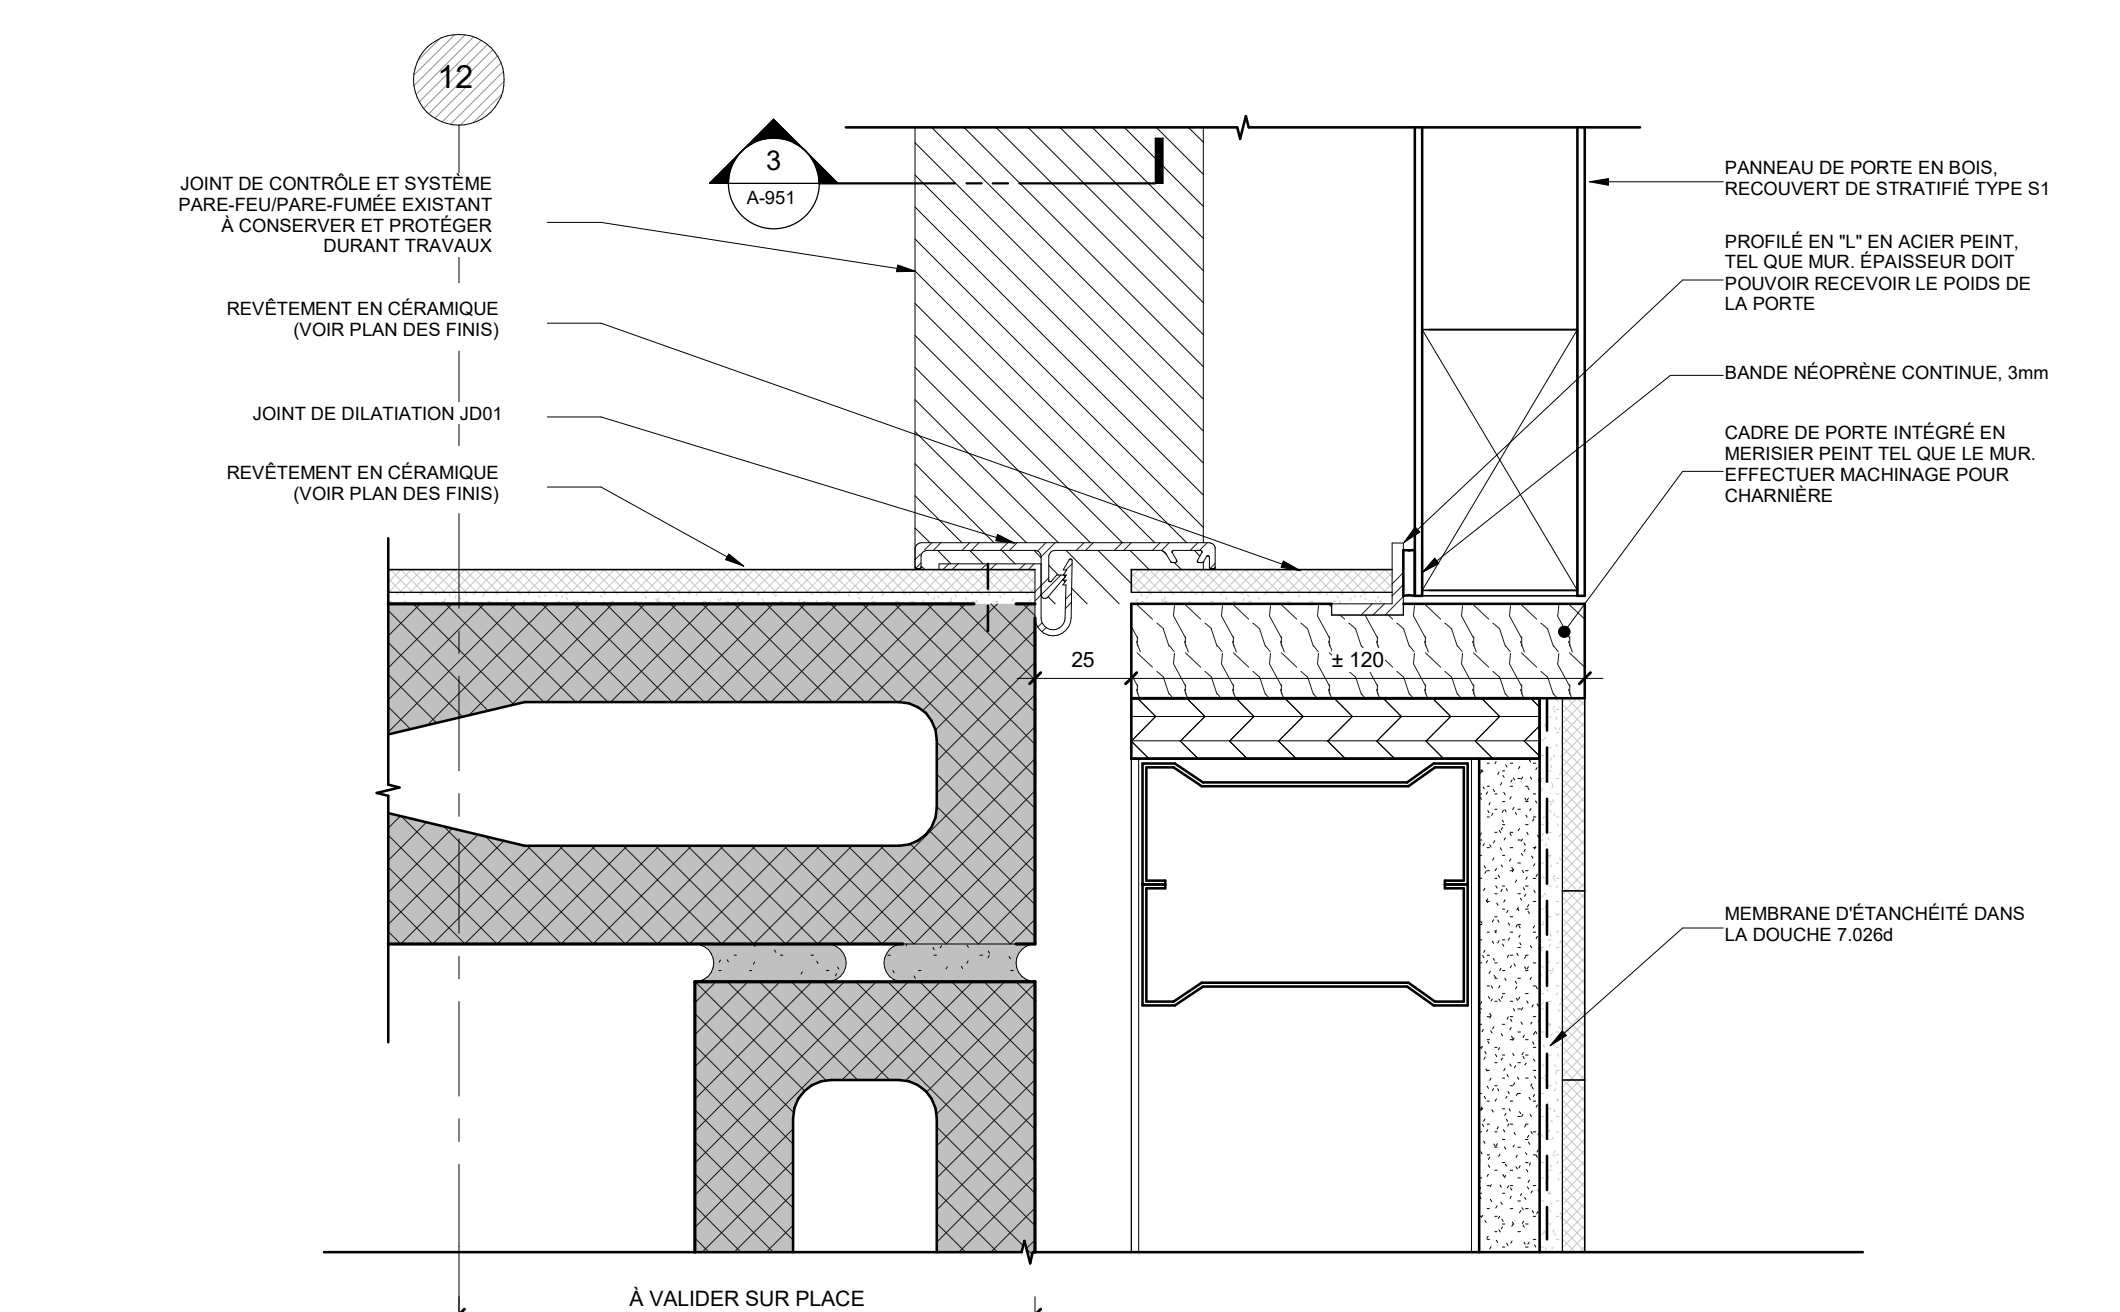 12
3
A-951
JOINT DE CONTRÔLE ET SYSTÈME
PARE-FEU/PARE-FUMÉE EXISTANT
À CONSERVER ET PROTÉGER
DURANT TRAVAUX
REVÊTEMENT EN CÉRAMIQUE
(VOIR PLAN DES FINIS)
JOINT DE DILATIATION JD01
REVÊTEMENT EN CÉRAMIQUE
(VOIR PLAN DES FINIS)
PANNEAU DE PORTE EN BOIS,
RECOUVERT DE STRATIFIÉ TYPE S1
PROFILÉ EN "L" EN ACIER PEINT,
TEL QUE MUR. ÉPAISSEUR DOIT
POUVOIR RECEVOIR LE POIDS DE
LA PORTE
BANDE NÉOPRÈNE CONTINUE, 3mm
CADRE DE PORTE INTÉGRÉ EN
MERISIER PEINT TEL QUE LE MUR.
EFFECTUER MACHINAGE POUR
CHARNIÈRE
25
± 120
MEMBRANE D'ÉTANCHÉITÉ DANS
LA DOUCHE 7.026d
À VALIDER SUR PLACE